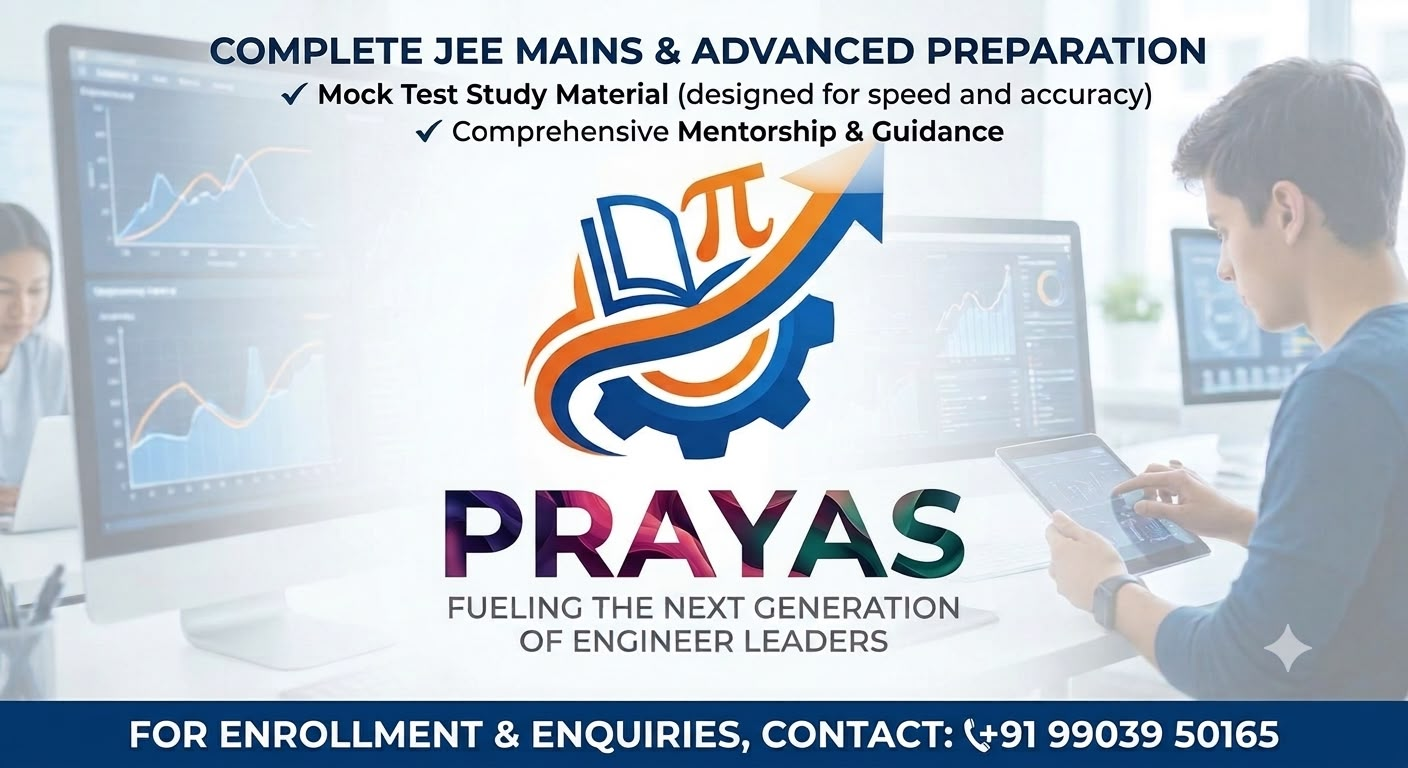 COMPLETE JEE MAINS & ADVANCED PREPARATION
✓ Mock Test Study Material (designed for speed and accuracy)
✓ Comprehensive Mentorship & Guidance
π
PRAYAS
FUELING THE NEXT GENERATION
OF ENGINEER LEADERS
FOR ENROLLMENT & ENQUIRIES, CONTACT: +91 99039 50165